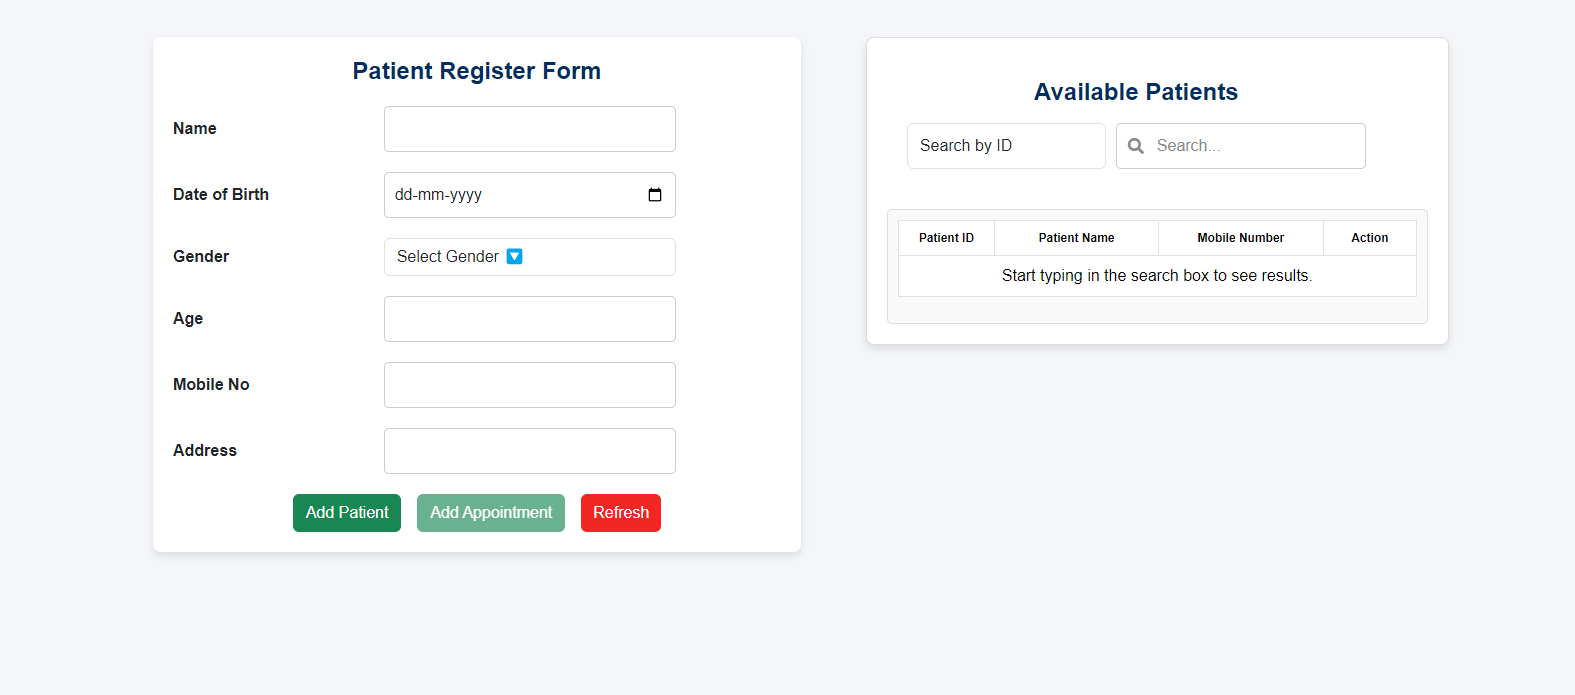 Patient Register Form
Name
Date of Birth
dd-mm-yyyy
Gender
Select Gender 🔽
Age
Mobile No
Address
Add Patient
Add Appointment
Refresh
Available Patients
Search by ID
Search...
Patient ID
Patient Name
Mobile Number
Action
Start typing in the search box to see results.